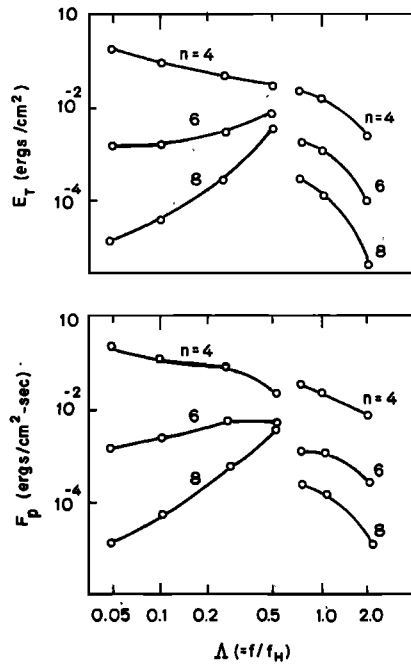 10
n=4
10⁻²
6
n=4
E_T (ergs/cm²)
10⁻⁴
8
6
8
10
n=4
n=4
10⁻²
6
F_p (ergs/cm²-sec)
6
10⁻⁴
8
8
0.05 0.1 0.2 0.5 1.0 2.0
Λ (=f/f_H)